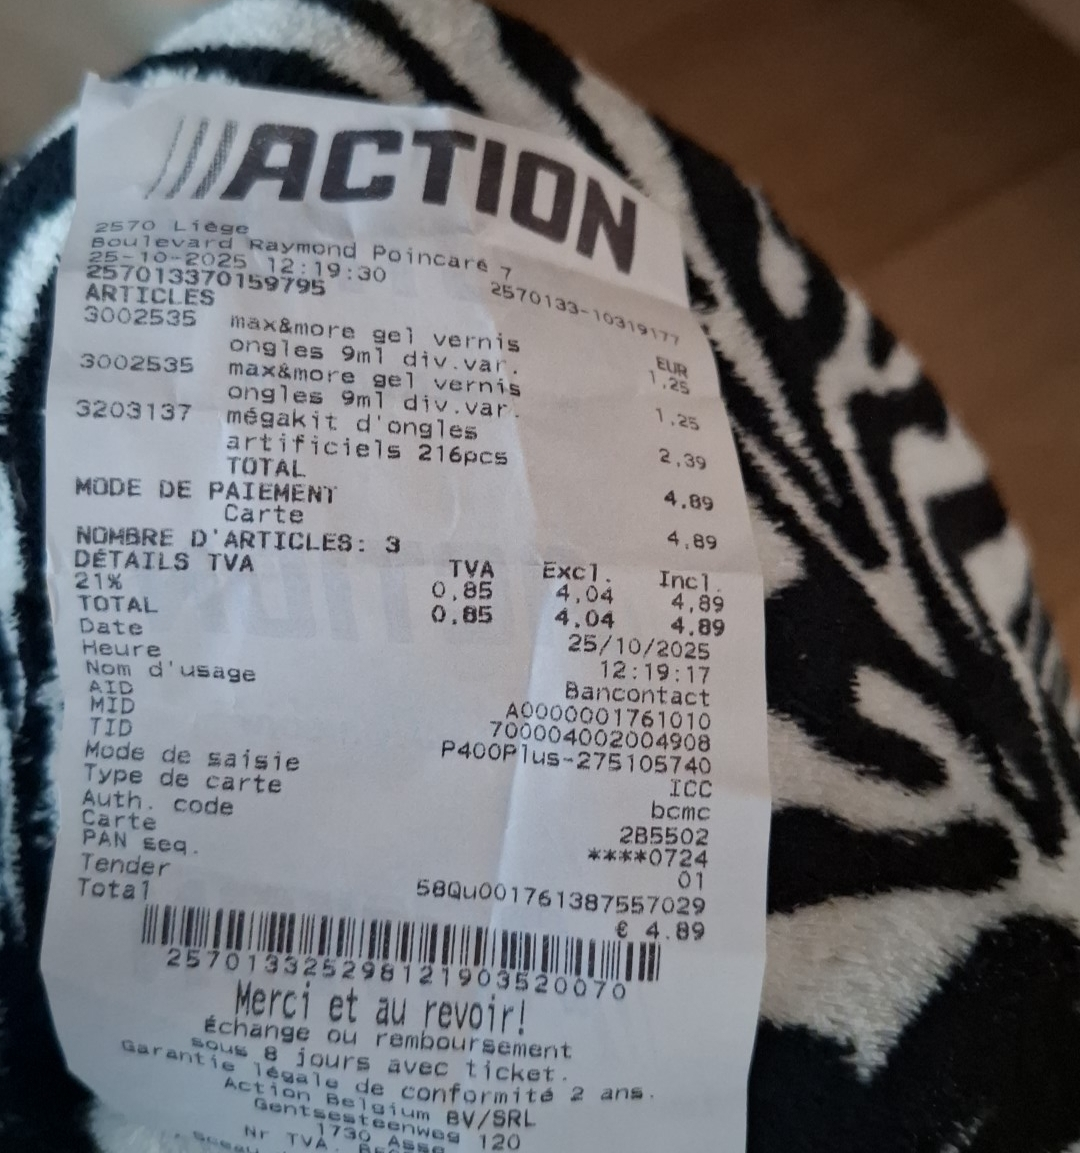 ACTION
2570 Liège
Boulevard Raymond Poincaré 7
25-10-2025 12:19:30
257013370159795 2570133-10319177
ARTICLES EUR
3002535 max&more gel vernis 1.25
ongles 9ml div.var.
3002535 max&more gel vernis 1.25
ongles 9ml div.var.
3203137 mégakit d'ongles 2,39
artificiels 216pcs
TOTAL 4.89
MODE DE PAIEMENT
Carte 4,89
NOMBRE D'ARTICLES: 3
DÉTAILS TVA TVA Excl. Incl.
21% 0,85 4,04 4,89
TOTAL 0.85 4.04 4.89
Date 25/10/2025
Heure 12:19:17
Nom d'usage Bancontact
AID A0000001761010
MID 700004002004908
TID P400Plus-275105740
Mode de saisie ICC
Type de carte bcmc
Auth. code 2B5502
Carte ****0724
PAN seq. 01
Tender 58Qu001761387557029
Total € 4.89
2570133252981219035200​70
Merci et au revoir!
Échange ou remboursement
sous 8 jours avec ticket.
Garantie légale de conformité 2 ans.
Action Belgium BV/SRL
Gentsesteenweg 120
1730 Asse
Nr TVA